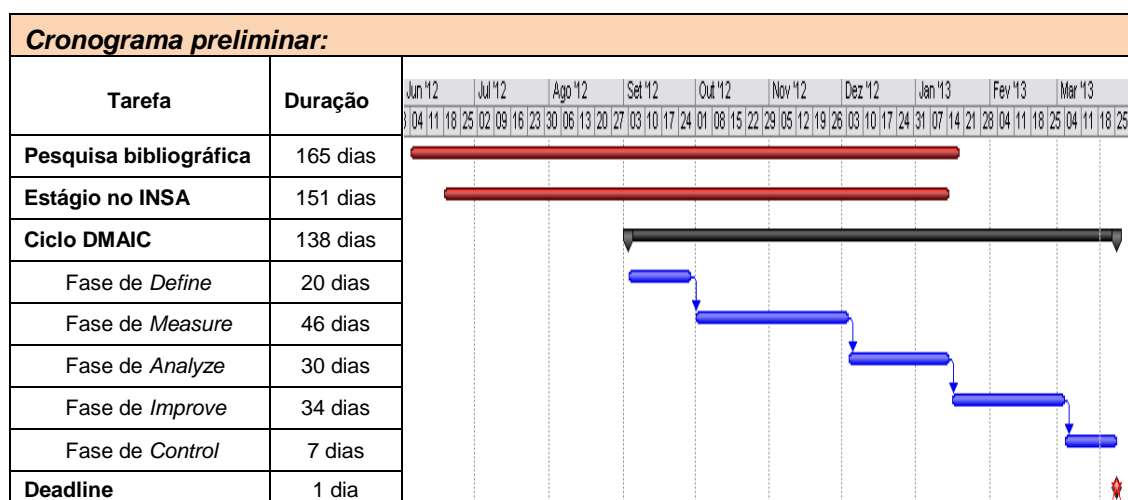 Cronograma preliminar:
Tarefa Duração
Jun '12 Jul '12 Ago '12 Set '12 Out '12 Nov '12 Dez '12 Jan '13 Fev '13 Mar '13
04 11 18 25 02 09 16 23 30 06 13 20 27 03 10 17 24 01 08 15 22 29 05 12 19 26 03 10 17 24 31 07 14 21 28 04 11 18 25 04 11 18 25
Pesquisa bibliográfica 165 dias
Estágio no INSA 151 dias
Ciclo DMAIC 138 dias
Fase de Define 20 dias
Fase de Measure 46 dias
Fase de Analyze 30 dias
Fase de Improve 34 dias
Fase de Control 7 dias
Deadline 1 dia